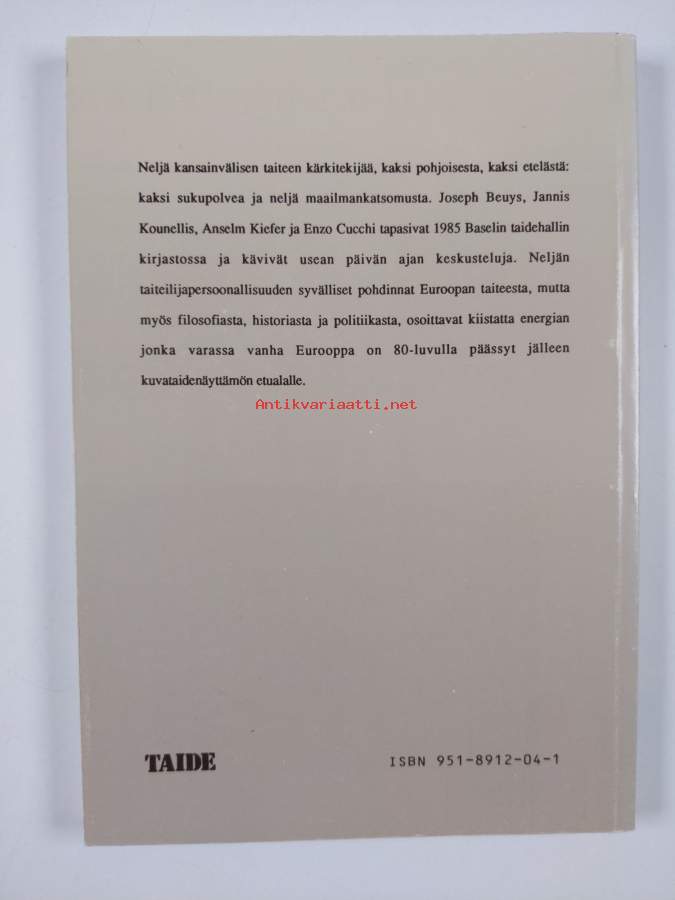 Neljä kansainvälisen taiteen kärkitekijää, kaksi pohjoisesta, kaksi etelästä:
kaksi sukupolvea ja neljä maailmankatsomusta. Joseph Beuys, Jannis
Kounellis, Anselm Kiefer ja Enzo Cucchi tapasivat 1985 Baselin taidehallin
kirjastossa ja kävivät usean päivän ajan keskusteluja. Neljän
taiteilijapersoonallisuuden syvälliset pohdinnat Euroopan taiteesta, mutta
myös filosofiasta, historiasta ja politiikasta, osoittavat kiistatta energian
jonka varassa vanha Eurooppa on 80-luvulla päässyt jälleen
kuvataidenäyttämön etualalle.
Antikvariaatti.net
TAIDE
ISBN 951-8912-04-1